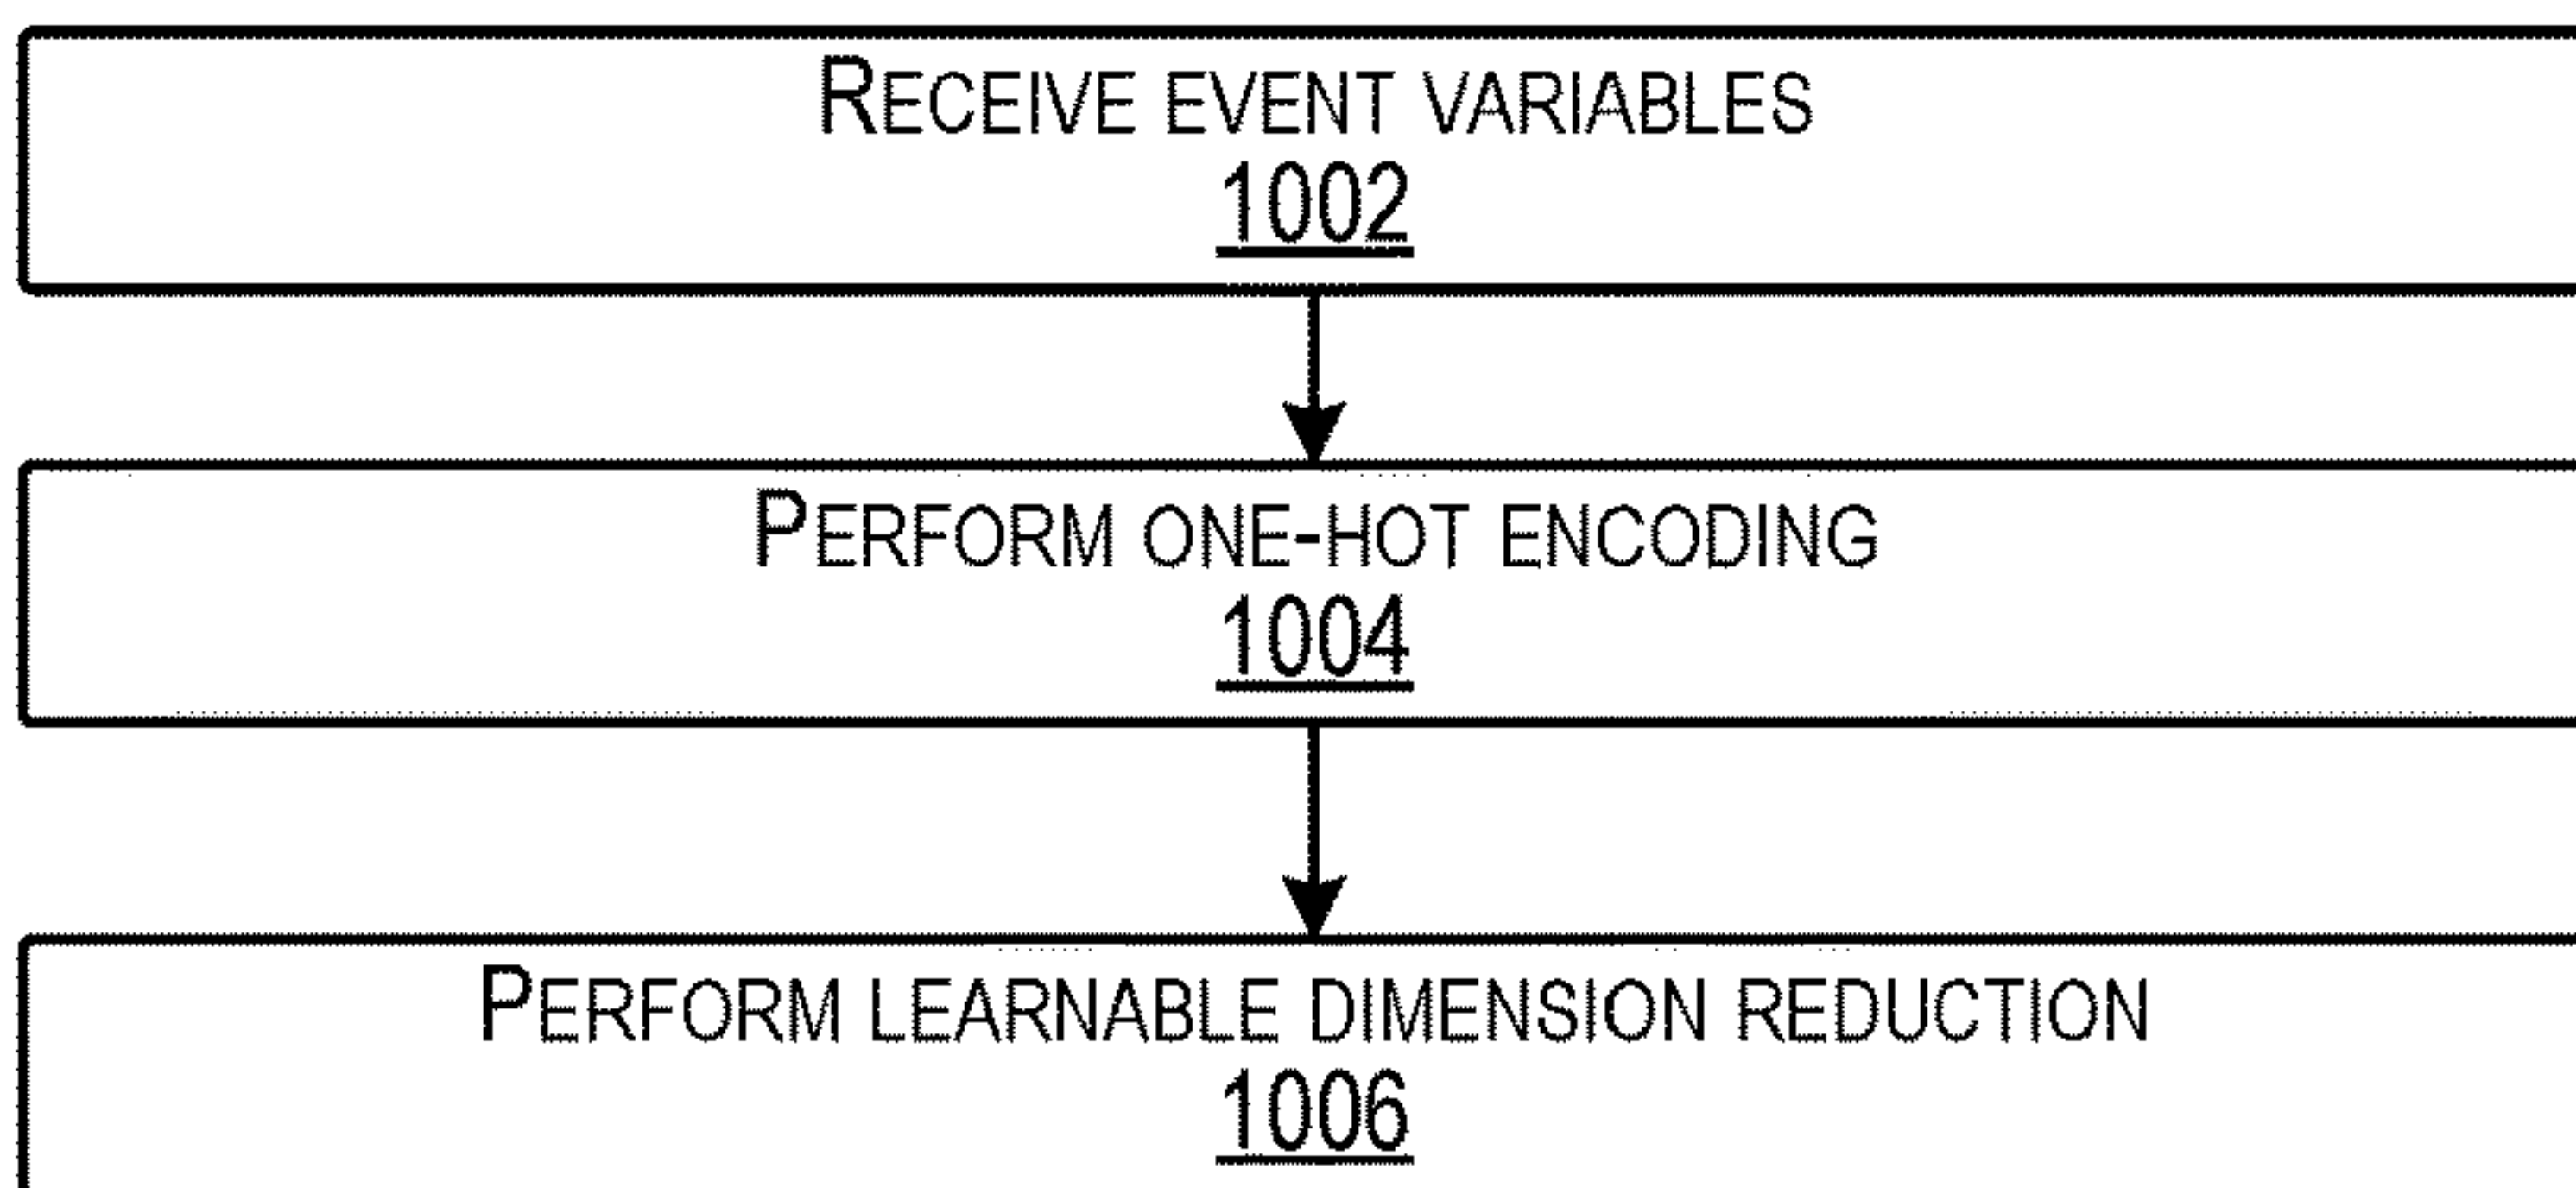 RECEIVE EVENT VARIABLES
1002
PERFORM ONE-HOT ENCODING
1004
PERFORM LEARNABLE DIMENSION REDUCTION
1006